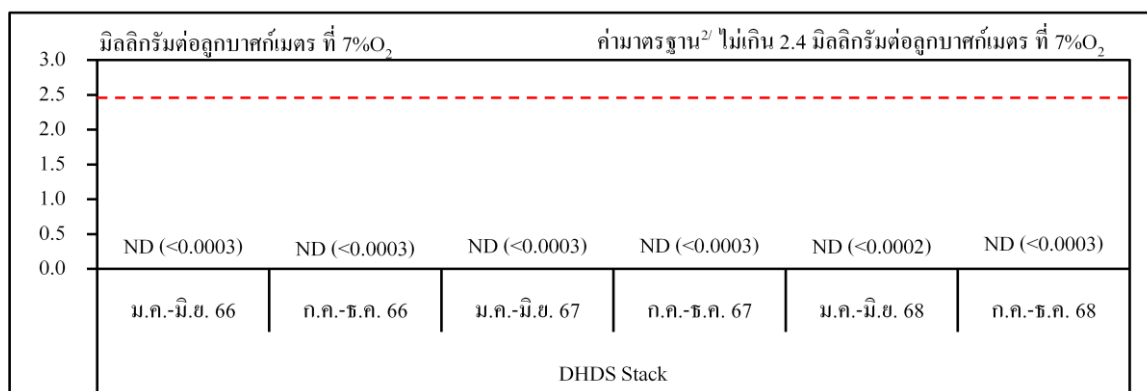 มิลลิกรัมต่อลูกบาศก์เมตร ที่ 7%O2 ค่ามาตรฐาน2/ ไม่เกิน 2.4 มิลลิกรัมต่อลูกบาศก์เมตร ที่ 7%O2
3.0
2.5
2.0
1.5
1.0
0.5
0.0
ND (<0.0003) ND (<0.0003) ND (<0.0003) ND (<0.0003) ND (<0.0002) ND (<0.0003)
ม.ค.-มิ.ย. 66 ก.ค.-ธ.ค. 66 ม.ค.-มิ.ย. 67 ก.ค.-ธ.ค. 67 ม.ค.-มิ.ย. 68 ก.ค.-ธ.ค. 68
DHDS Stack